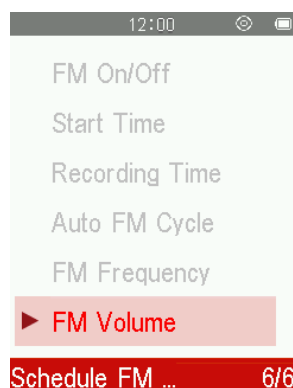 12:00
FM On/Off
Start Time
Recording Time
Auto FM Cycle
FM Frequency
FM Volume
Schedule FM ... 6/6